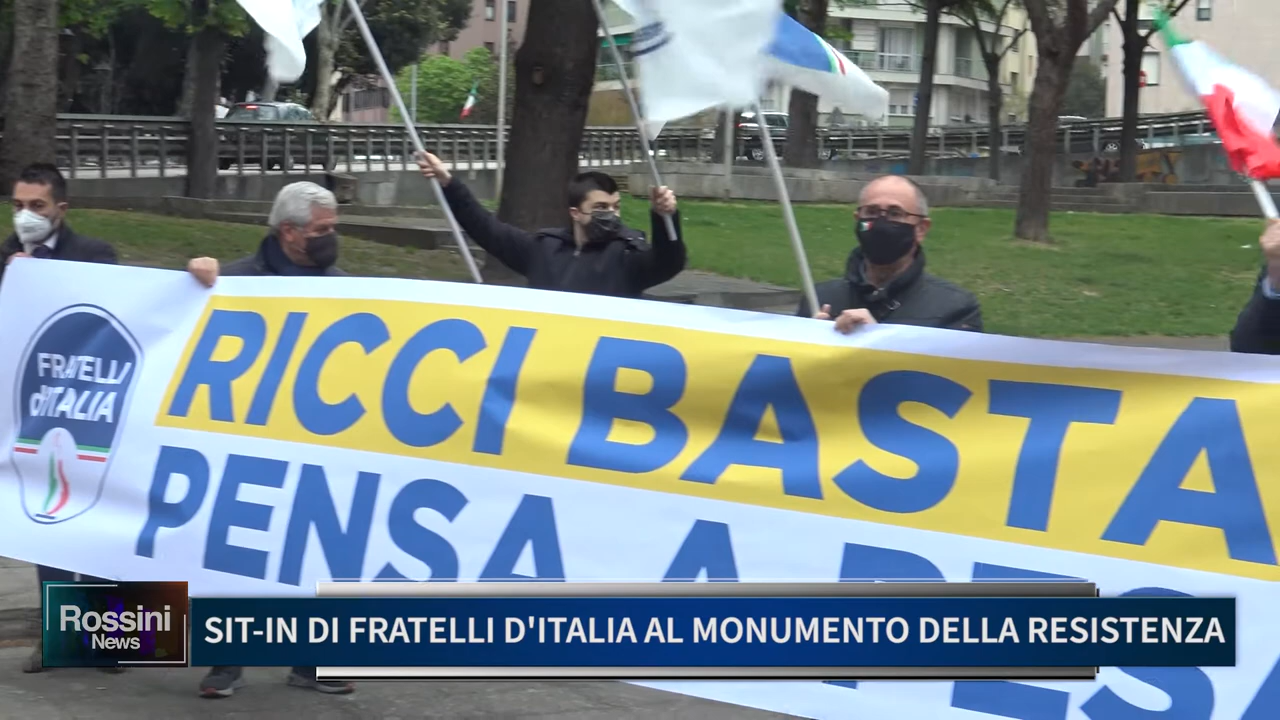 FRATELLI
d'ITALIA
RICCI BASTA
PENSA A
Rossini
News
SIT-IN DI FRATELLI D'ITALIA AL MONUMENTO DELLA RESISTENZA